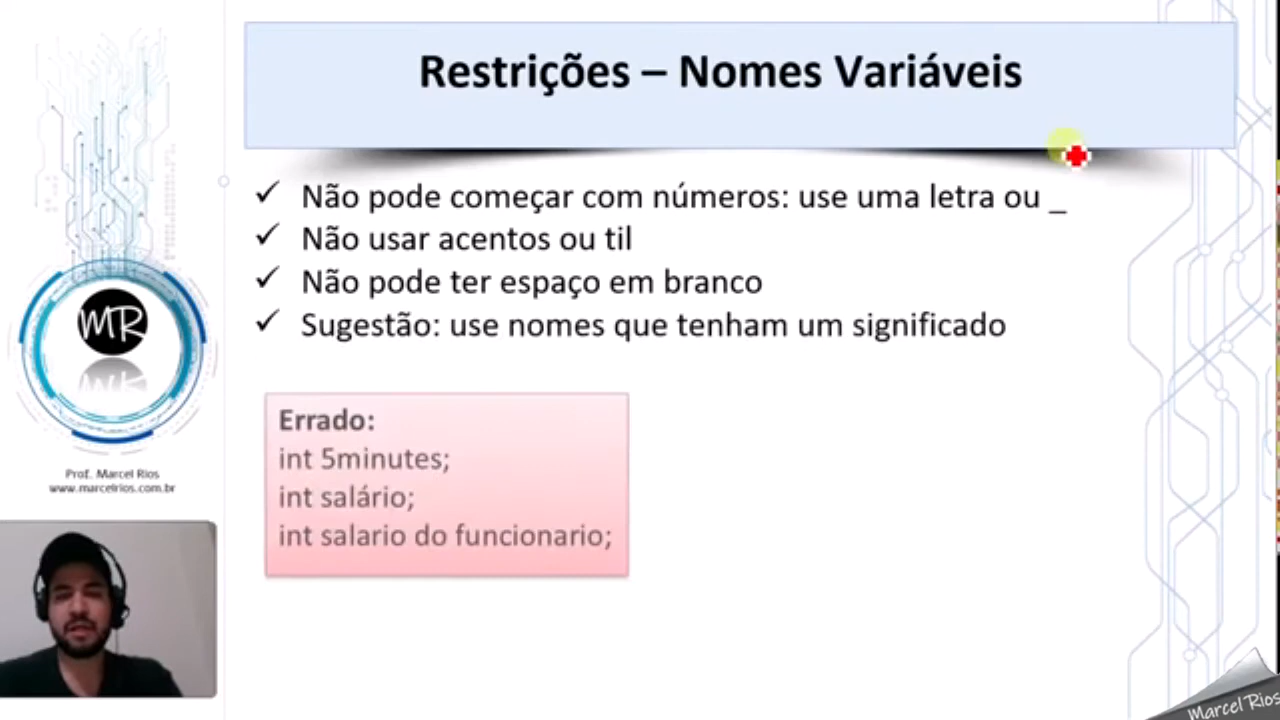 Restrições – Nomes Variáveis
✓ Não pode começar com números: use uma letra ou _
✓ Não usar acentos ou til
✓ Não pode ter espaço em branco
✓ Sugestão: use nomes que tenham um significado
MR
Prof. Marcel Rios
www.marcelrios.com.br
Errado:
int 5minutes;
int salário;
int salario do funcionario;
Marcel Rios